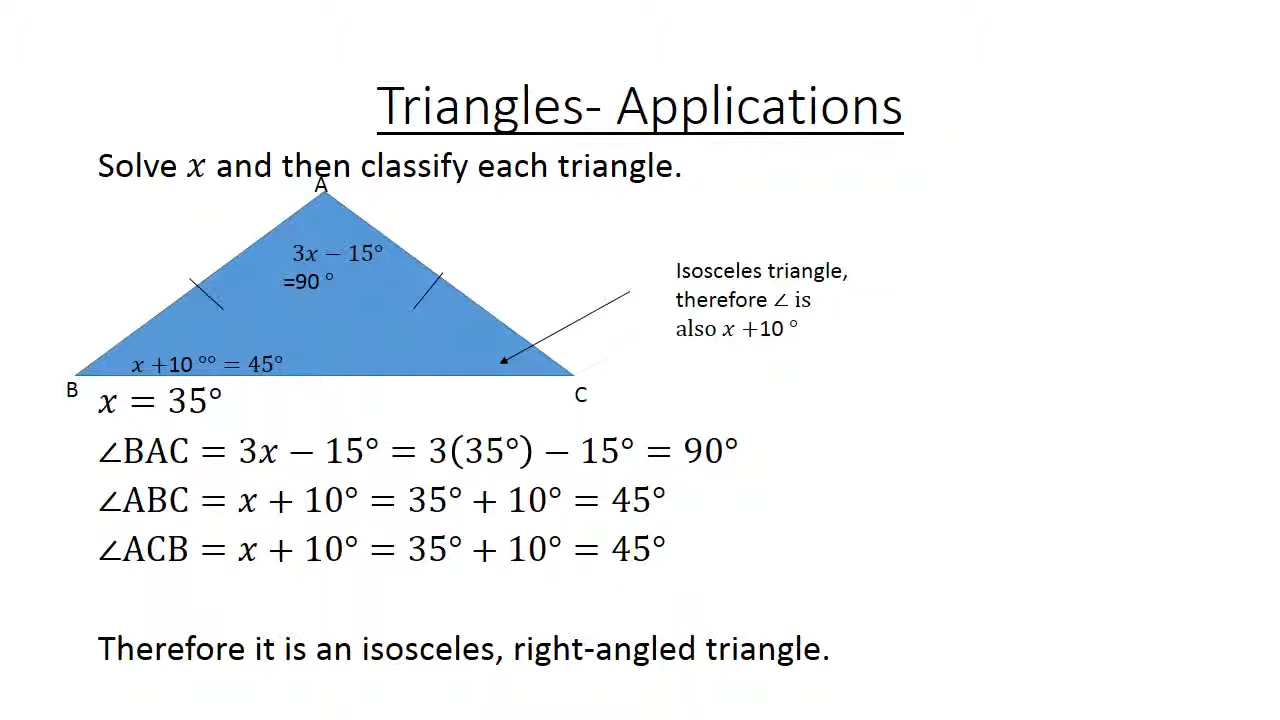 Triangles- Applications
Solve 𝑥 and then classify each triangle.
A
3𝑥 − 15°
=90 °
Isosceles triangle,
therefore ∠ is
also 𝑥 +10 °
𝑥 +10 °° = 45°
B
C
𝑥 = 35°
∠BAC = 3𝑥 − 15° = 3(35°) − 15° = 90°
∠ABC = 𝑥 + 10° = 35° + 10° = 45°
∠ACB = 𝑥 + 10° = 35° + 10° = 45°
Therefore it is an isosceles, right-angled triangle.